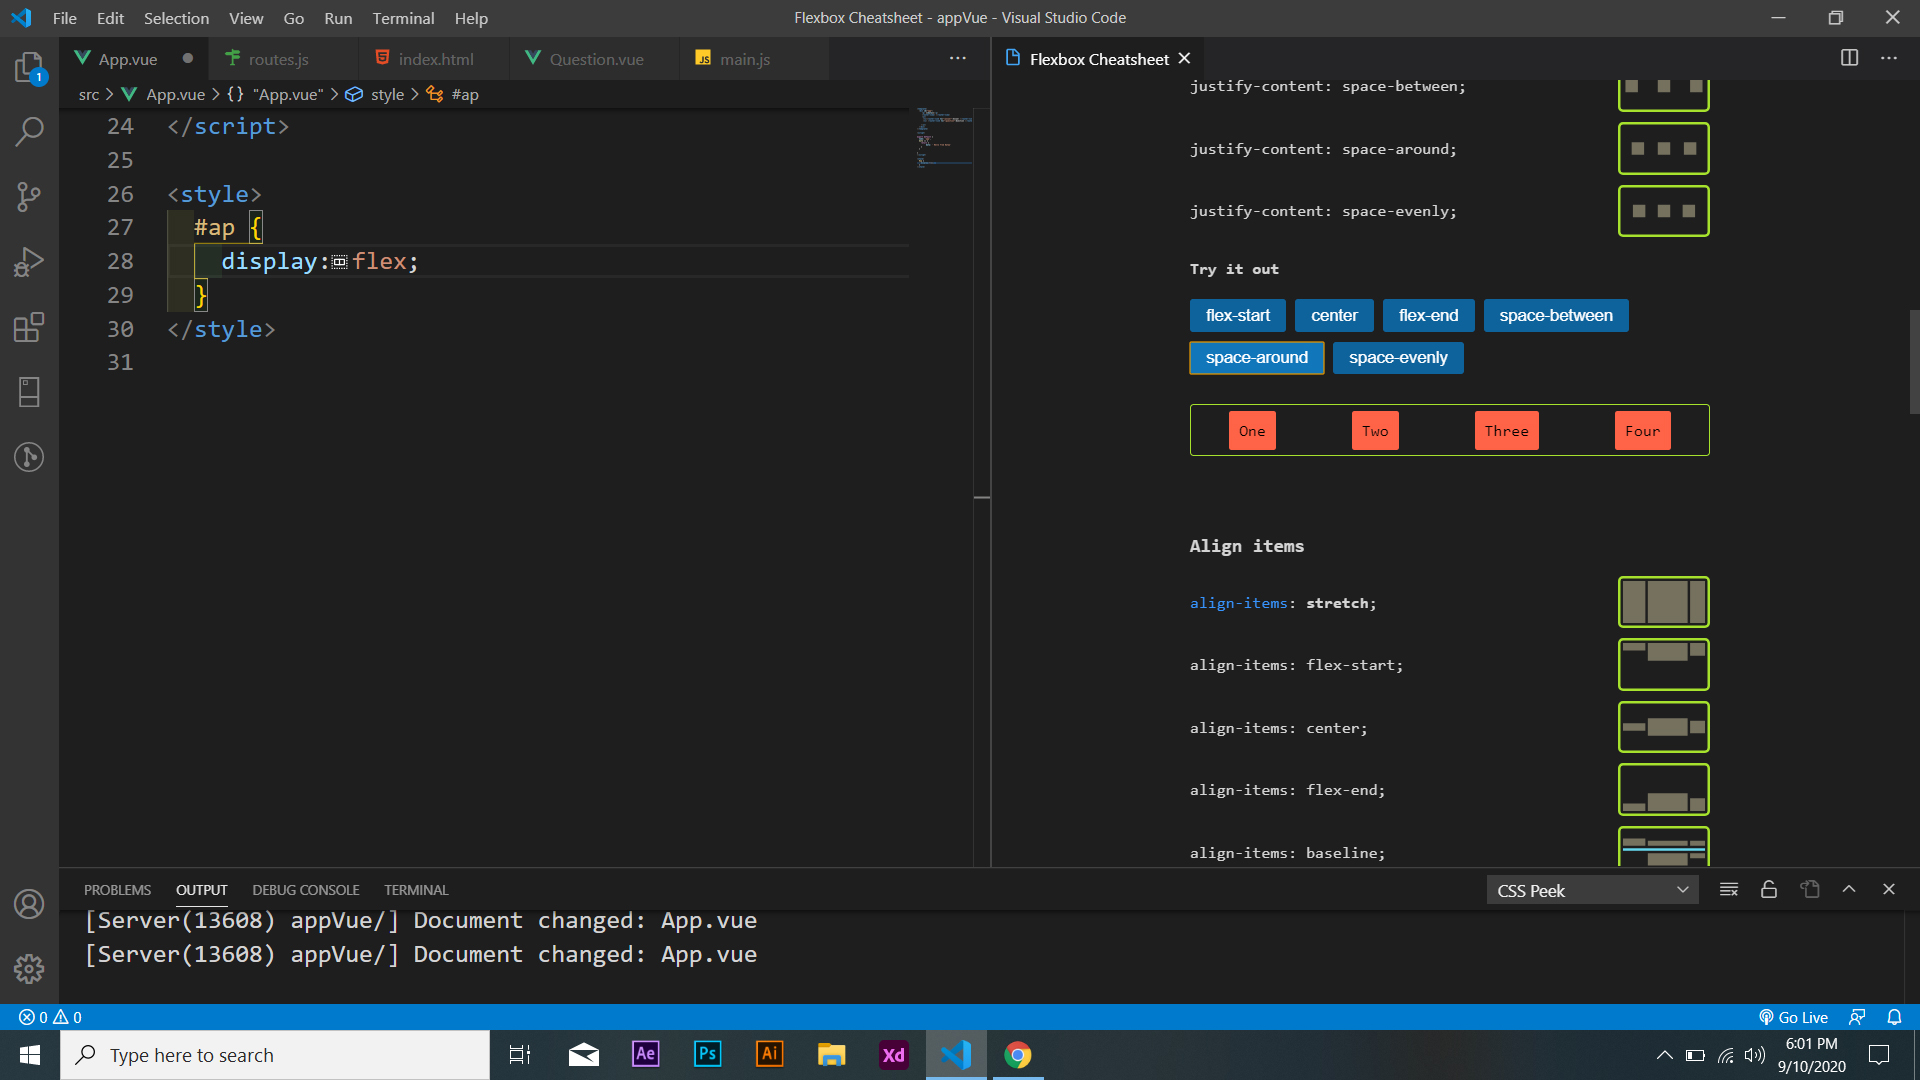 File Edit Selection View Go Run Terminal Help
Flexbox Cheatsheet - appVue - Visual Studio Code
App.vue
routes.js
index.html
Question.vue
JS main.js
Flexbox Cheatsheet
src > App.vue > {} "App.vue" > style > #ap
24 </script>
25
26 <style>
27 #ap {
28 display: flex;
29 }
30 </style>
31
justify-content: space-between;
justify-content: space-around;
justify-content: space-evenly;
Try it out
flex-start center flex-end space-between
space-around space-evenly
One Two Three Four
Align items
align-items: stretch;
align-items: flex-start;
align-items: center;
align-items: flex-end;
align-items: baseline;
1
PROBLEMS OUTPUT DEBUG CONSOLE TERMINAL
CSS Peek
[Server(13608) appVue/] Document changed: App.vue
[Server(13608) appVue/] Document changed: App.vue
0 0
Go Live
Type here to search
Ae
Ps
Ai
Xd
6:01 PM
9/10/2020